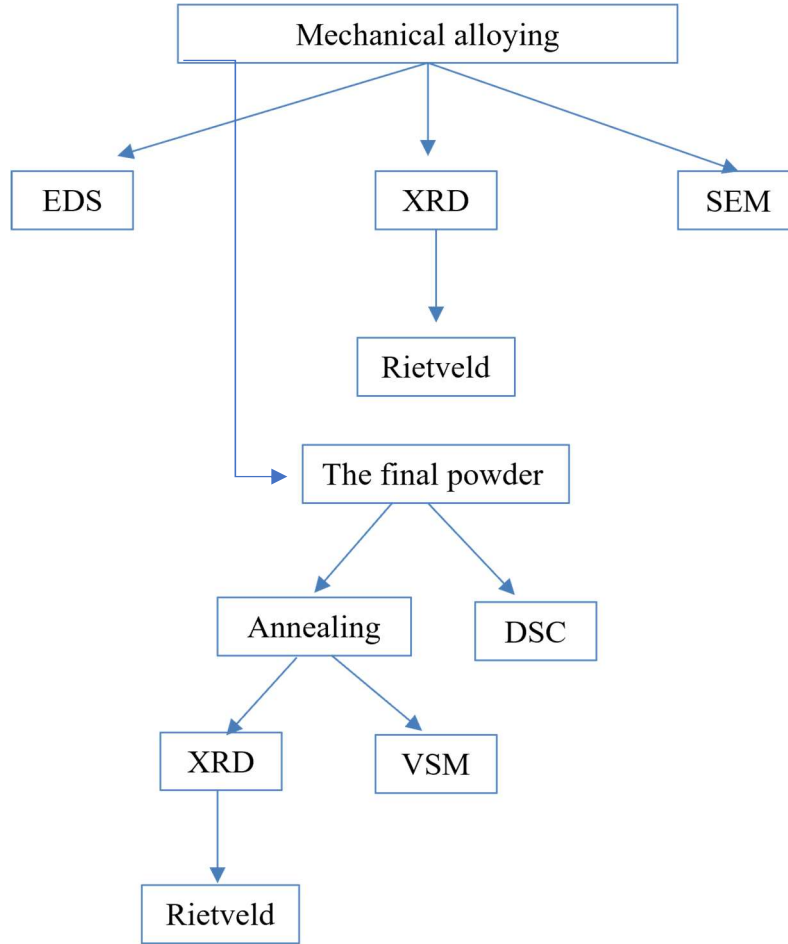 Mechanical alloying
EDS
XRD
SEM
Rietveld
The final powder
Annealing
DSC
XRD
VSM
Rietveld